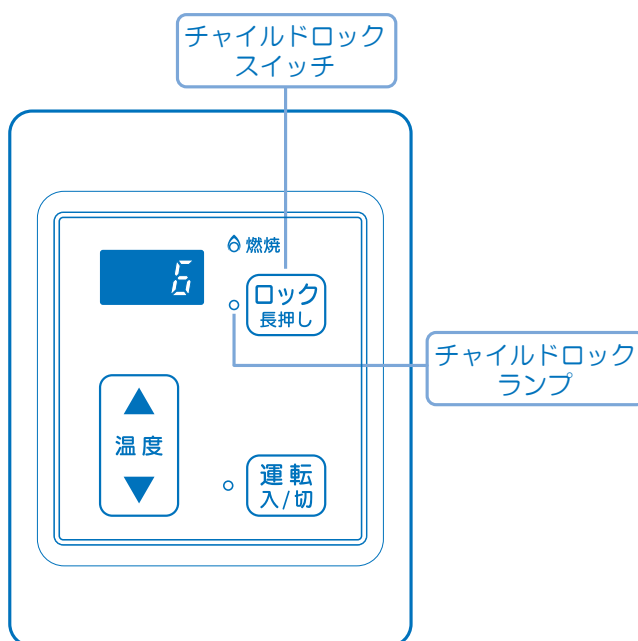 チャイルドロック
スイッチ
燃焼
6
ロック
長押し
チャイルドロック
ランプ
▲
温度
▼
運転
入/切